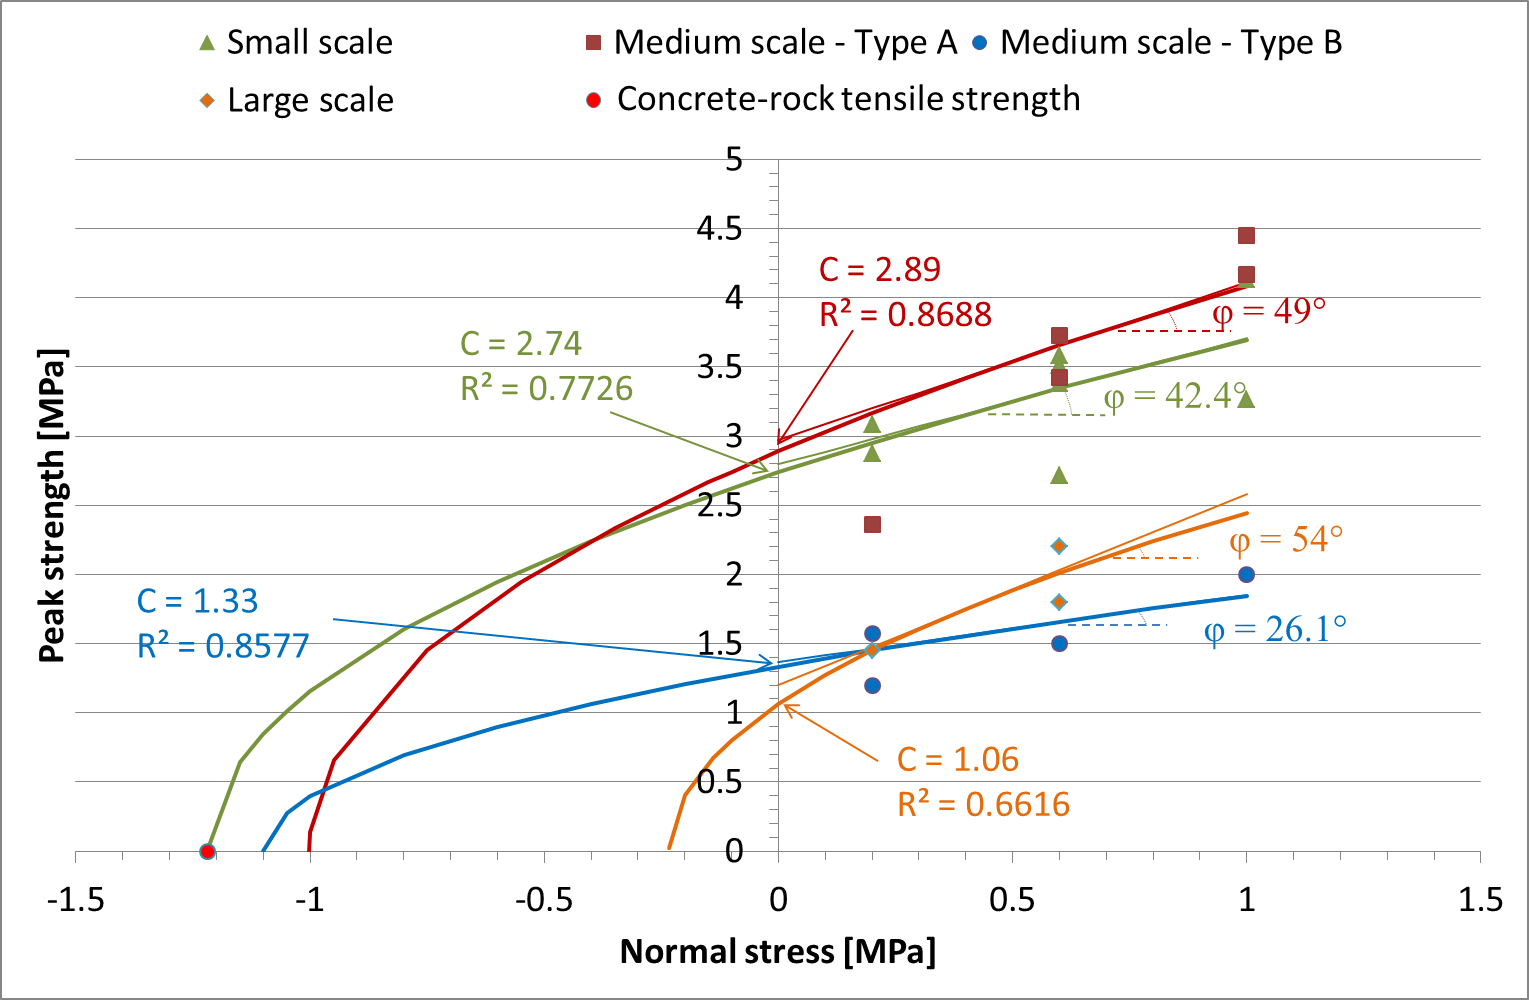 Small scale
Medium scale - Type A
Medium scale - Type B
Large scale
Concrete-rock tensile strength
5
4.5
4
3.5
3
2.5
2
1.5
1
0.5
0
C = 2.89
R² = 0.8688
φ = 49°
C = 2.74
R² = 0.7726
φ = 42.4°
C = 1.33
R² = 0.8577
φ = 54°
φ = 26.1°
C = 1.06
R² = 0.6616
-1.5
-1
-0.5
0
0.5
1
1.5
Peak strength [MPa]
Normal stress [MPa]